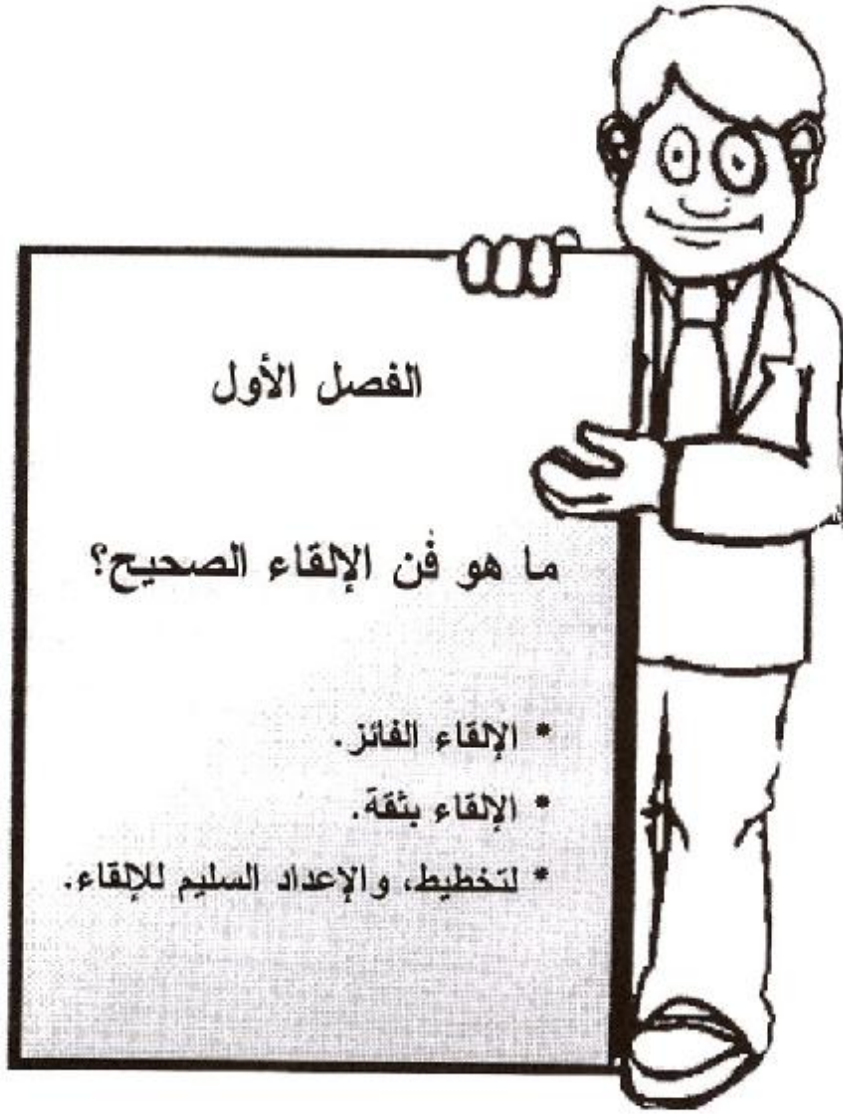 الفصل الأول
ما هو فن الإلقاء الصحيح؟
* الإلقاء الفائز.
* الإلقاء بثقة.
* لتخطيط، والإعداد السليم للإلقاء.